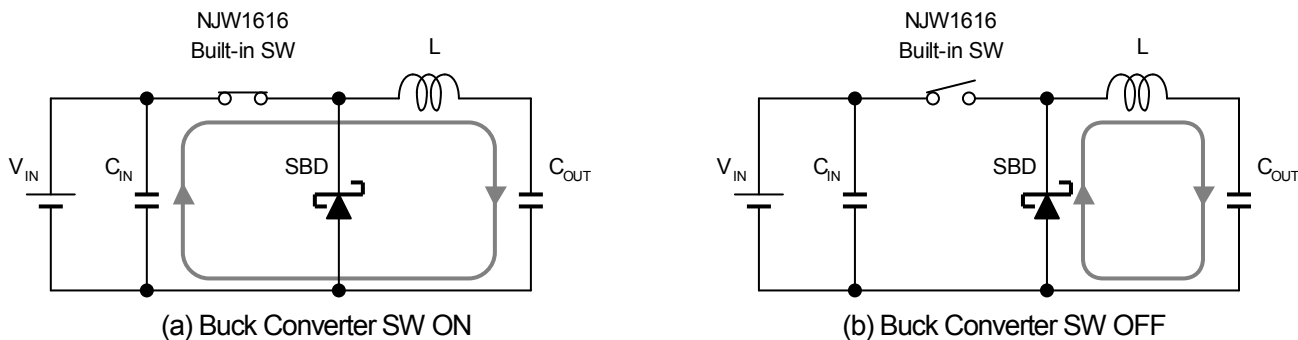 NJW1616
Built-in SW
L
V_IN
C_IN
SBD
C_OUT
(a) Buck Converter SW ON
NJW1616
Built-in SW
L
V_IN
C_IN
SBD
C_OUT
(b) Buck Converter SW OFF